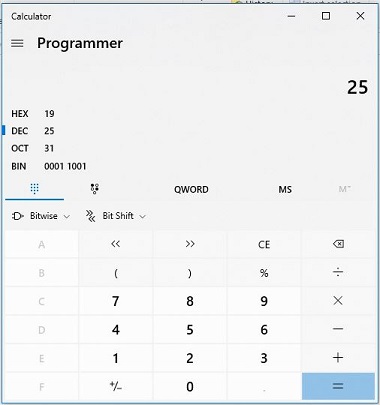 Calculator
Programmer
25
HEX 19
DEC 25
OCT 31
BIN 0001 1001
QWORD MS M˅
Bitwise Bit Shift
A << >> CE
B ( ) % ÷
C 7 8 9 ×
D 4 5 6 −
E 1 2 3 +
F +/− 0 . =